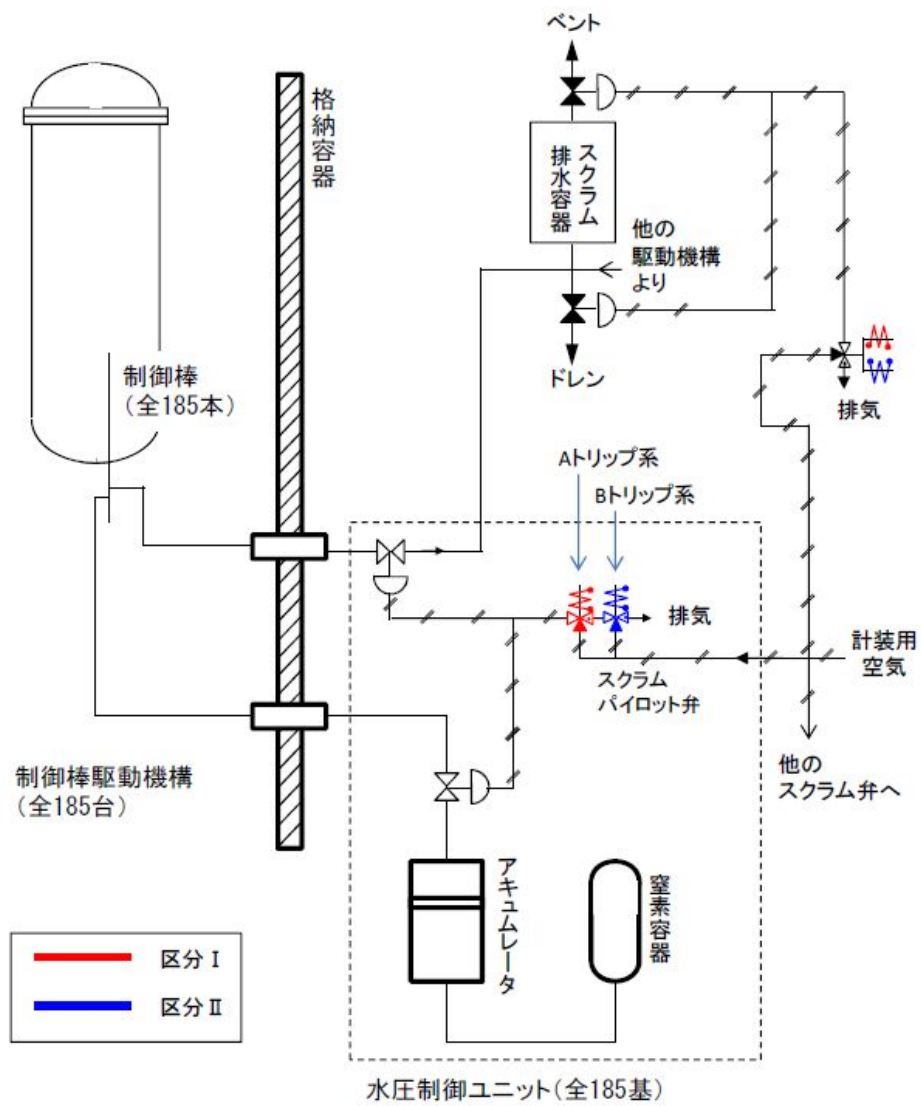 ベント
格納容器
スクラム
排水容器
他の
駆動機構
より
ドレン
制御棒
(全185本)
排気
Aトリップ系
Bトリップ系
排気
計装用
空気
スクラム
パイロット弁
他の
スクラム弁へ
制御棒駆動機構
(全185台)
アキュムレータ
窒素容器
区分Ⅰ
区分Ⅱ
水圧制御ユニット(全185基)